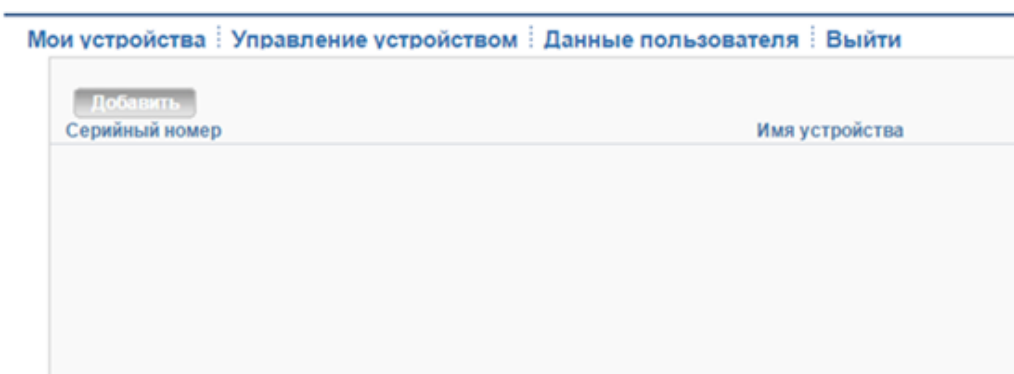 Мои устройства Управление устройством Данные пользователя Выйти
Добавить
Серийный номер Имя устройства